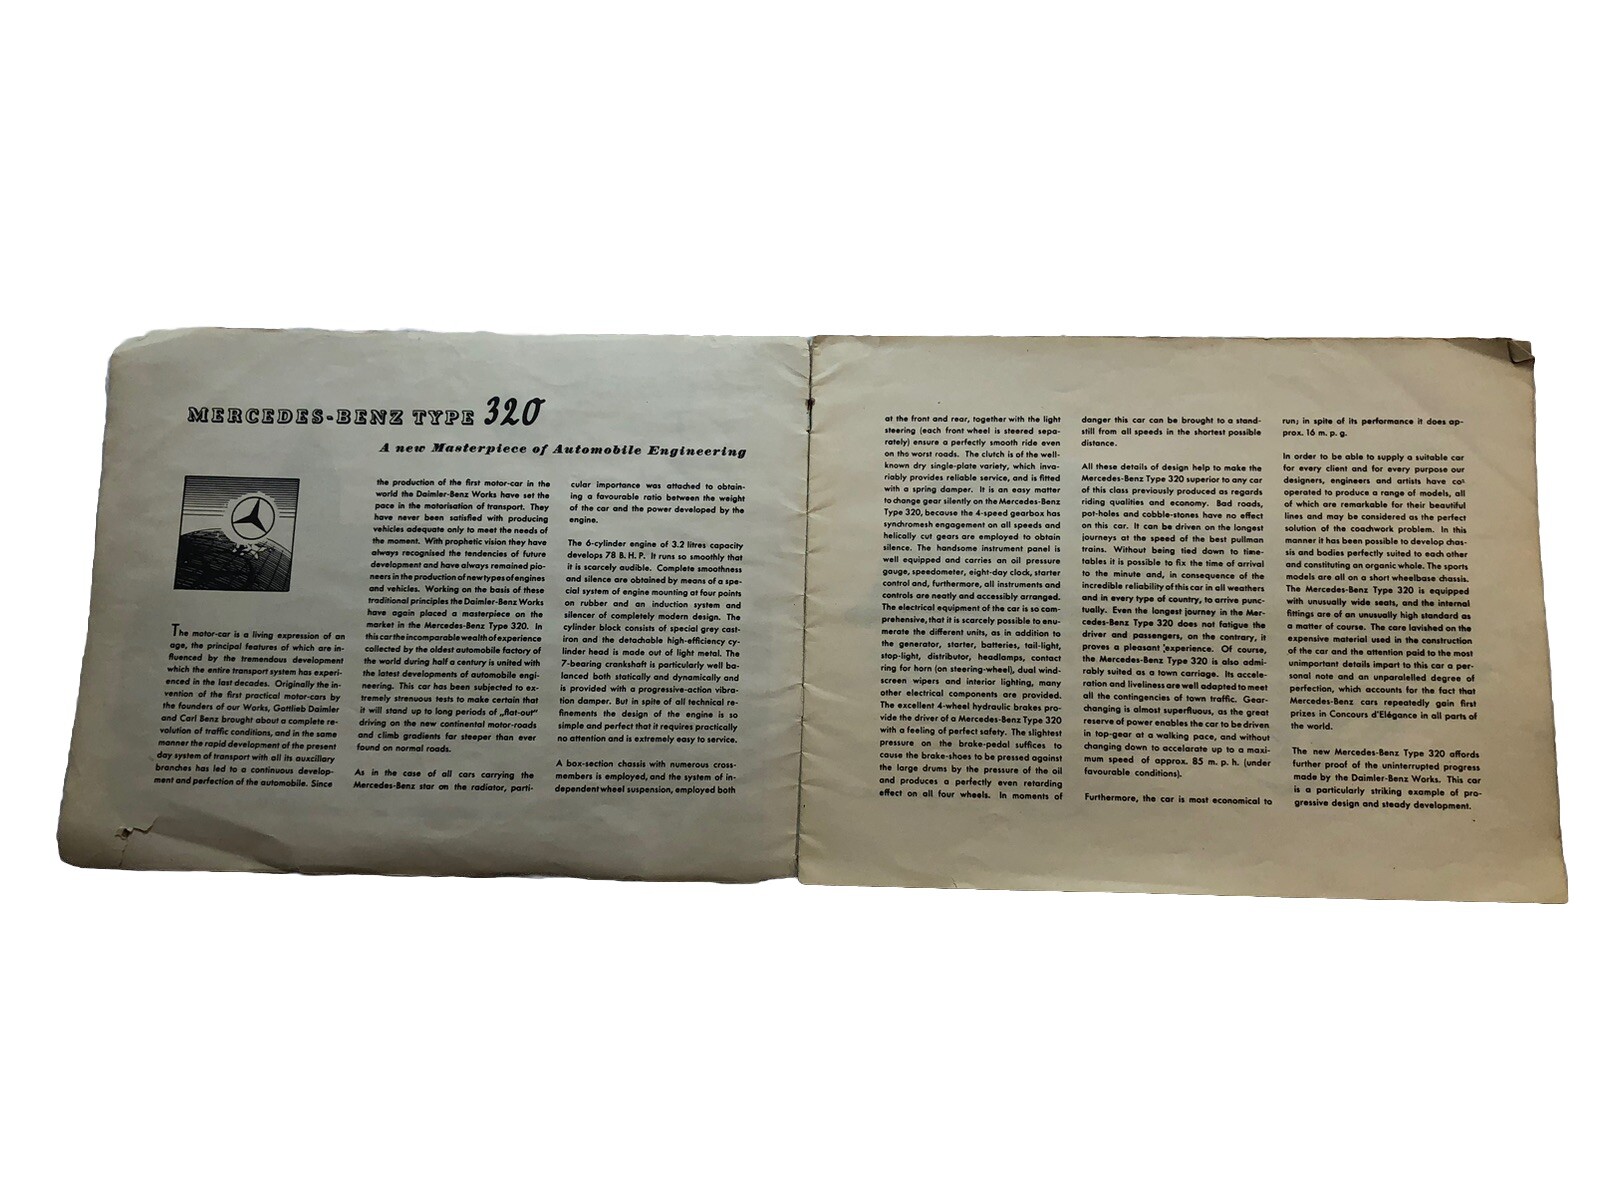 MERCEDES-BENZ TYPE 320
A new Masterpiece of Automobile Engineering
The motor-car is a living expression of an
age, the principal features of which are in-
fluenced by the tremendous development
which the entire transport system has experi-
enced in the last decades. Originally the in-
vention of the first practical motor-cars by
the founders of our Works, Gottlieb Daimler
and Carl Benz brought about a complete re-
volution of traffic conditions, and in the same
manner the rapid development of the present
day system of transport with all its auxciliary
branches has led to a continuous develop-
ment and perfection of the automobile. Since
the production of the first motor-car in the
world the Daimler-Benz Works have set the
pace in the motorisation of transport. They
have never been satisfied with producing
vehicles adequate only to meet the needs of
the moment. With prophetic vision they have
always recognised the tendencies of future
development and have always remained pio-
neers in the production of new types of engines
and vehicles. Working on the basis of these
traditional principles the Daimler-Benz Works
have again placed a masterpiece on the
market in the Mercedes-Benz Type 320. In
this car the incomparable wealth of experience
collected by the oldest automobile factory of
the world during half a century is united with
the latest developments of automobile engi-
neering. This car has been subjected to ex-
tremely strenuous tests to make certain that
it will stand up to long periods of „flat-out"
driving on the new continental motor-roads
and climb gradients far steeper than ever
found on normal roads.
As in the case of all cars carrying the
Mercedes-Benz star on the radiator, parti-
cular importance was attached to obtain-
ing a favourable ratio between the weight
of the car and the power developed by the
engine.
The 6-cylinder engine of 3.2 litres capacity
develops 78 B. H. P. It runs so smoothly that
it is scarcely audible. Complete smoothness
and silence are obtained by means of a spe-
cial system of engine mounting at four points
on rubber and an induction system and
silencer of completely modern design. The
cylinder block consists of special grey cast-
iron and the detachable high-efficiency cy-
linder head is made out of light metal. The
7-bearing crankshaft is particularly well ba-
lanced both statically and dynamically and
is provided with a progressive-action vibra-
tion damper. But in spite of all technical re-
finements the design of the engine is so
simple and perfect that it requires practically
no attention and is extremely easy to service.
A box-section chassis with numerous cross-
members is employed, and the system of in-
dependent wheel suspension, employed both
at the front and rear, together with the light
steering (each front wheel is steered sepa-
rately) ensure a perfectly smooth ride even
on the worst roads. The clutch is of the well-
known dry single-plate variety, which inva-
riably provides reliable service, and is fitted
with a spring damper. It is an easy matter
to change gear silently on the Mercedes-Benz
Type 320, because the 4-speed gearbox has
synchromesh engagement on all speeds and
helically cut gears are employed to obtain
silence. The handsome instrument panel is
well equipped and carries an oil pressure
gauge, speedometer, eight-day clock, starter
control and, furthermore, all instruments and
controls are neatly and accessibly arranged.
The electrical equipment of the car is so com-
prehensive, that it is scarcely possible to enu-
merate the different units, as in addition to
the generator, starter, batteries, tail-light,
stop-light, distributor, headlamps, contact
ring for horn (on steering-wheel), dual wind-
screen wipers and interior lighting, many
other electrical components are provided.
The excellent 4-wheel hydraulic brakes pro-
vide the driver of a Mercedes-Benz Type 320
with a feeling of perfect safety. The slightest
pressure on the brake-pedal suffices to
cause the brake-shoes to be pressed against
the large drums by the pressure of the oil
and produces a perfectly even retarding
effect on all four wheels. In moments of
danger this car can be brought to a stand-
still from all speeds in the shortest possible
distance.
All these details of design help to make the
Mercedes-Benz Type 320 superior to any car
of this class previously produced as regards
riding qualities and economy. Bad roads,
pot-holes and cobble-stones have no effect
on this car. It can be driven on the longest
journeys at the speed of the best pullman
trains. Without being tied down to time-
tables it is possible to fix the time of arrival
to the minute and, in consequence of the
incredible reliability of this car in all weathers
and in every type of country, to arrive punc-
tually. Even the longest journey in the Mer-
cedes-Benz Type 320 does not fatigue the
driver and passengers, on the contrary, it
proves a pleasant experience. Of course,
the Mercedes-Benz Type 320 is also admi-
rably suited as a town carriage. Its accele-
ration and liveliness are well adapted to meet
all the contingencies of town traffic. Gear-
changing is almost superfluous, as the great
reserve of power enables the car to be driven
in top-gear at a walking pace, and without
changing down to accelarate up to a maxi-
mum speed of approx. 85 m. p. h. (under
favourable conditions).
Furthermore, the car is most economical to
run; in spite of its performance it does ap-
prox. 16 m. p. g.
In order to be able to supply a suitable car
for every client and for every purpose our
designers, engineers and artists have co-
operated to produce a range of models, all
of which are remarkable for their beautiful
lines and may be considered as the perfect
solution of the coachwork problem. In this
manner it has been possible to develop chas-
sis and bodies perfectly suited to each other
and constituting an organic whole. The sports
models are all on a short wheelbase chassis.
The Mercedes-Benz Type 320 is equipped
with unusually wide seats, and the internal
fittings are of an unusually high standard as
a matter of course. The care lavished on the
expensive material used in the construction
of the car and the attention paid to the most
unimportant details impart to this car a per-
sonal note and an unparalelled degree of
perfection, which accounts for the fact that
Mercedes-Benz cars repeatedly gain first
prizes in Concours d'Elégance in all parts of
the world.
The new Mercedes-Benz Type 320 affords
further proof of the uninterrupted progress
made by the Daimler-Benz Works. This car
is a particularly striking example of pro-
gressive design and steady development.